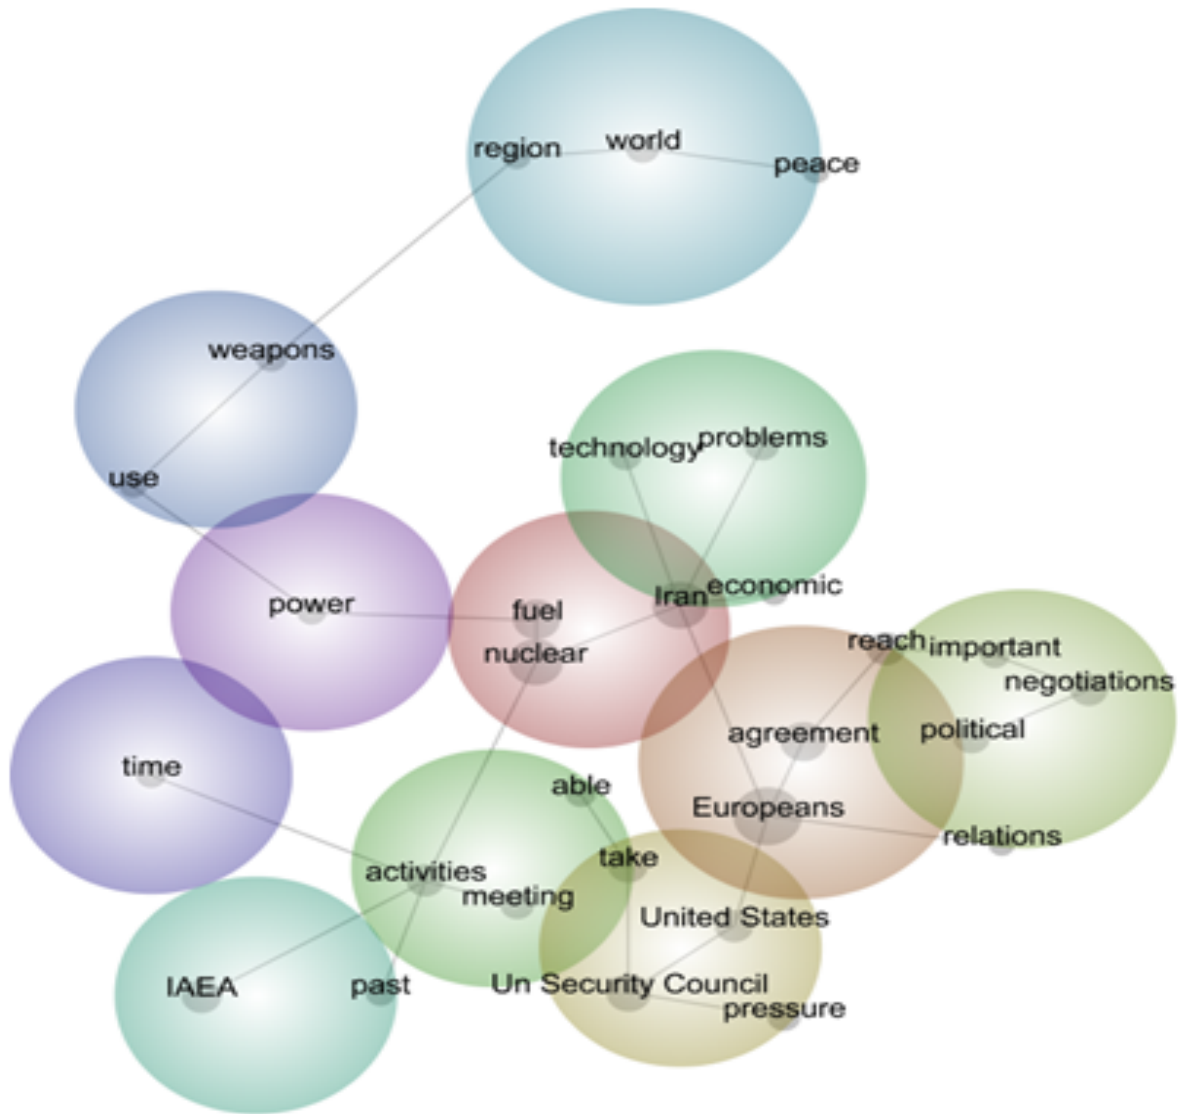 world
region
peace
weapons
problems
technology
use
economic
Iran
power
fuel
reach
important
nuclear
negotiations
political
agreement
time
able
Europeans
relations
take
activities
meeting
United States
Un Security Council
IAEA
past
pressure